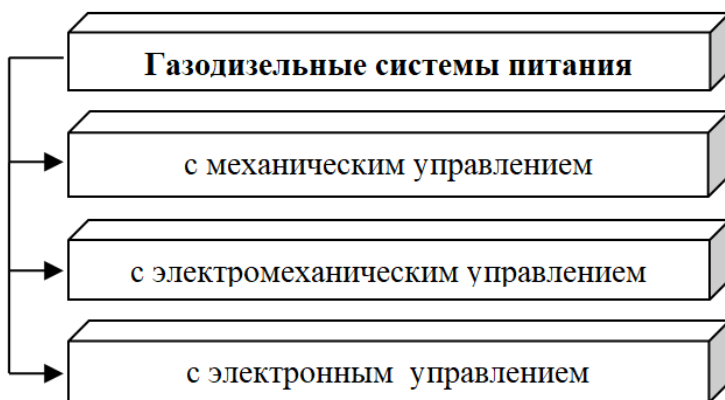 Газодизельные системы питания
с механическим управлением
с электромеханическим управлением
с электронным управлением